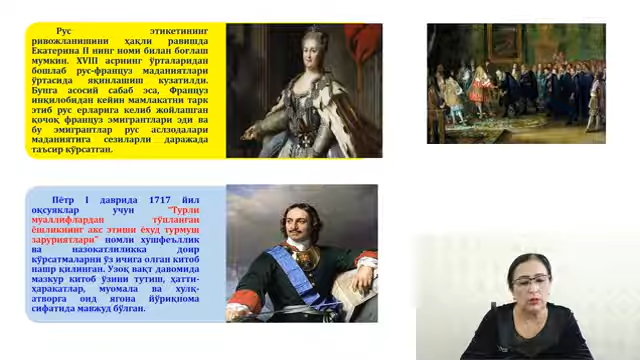 Рус этикетининг
ривожланишини ҳақли равишда
Екатерина II нинг номи билан боғлаш
мумкин. XVIII асрнинг ўрталаридан
бошлаб рус-француз маданиятлари
ўртасида яқинлашиш кузатилди.
Бунга асосий сабаб эса, Француз
инқилобидан кейин мамлакатни тарк
этиб рус ерларига келиб жойлашган
қочоқ француз эмигрантлари эди ва
бу эмигрантлар рус аслзодалари
маданиятига сезиларли даражада
таъсир кўрсатган.
Пётр I даврида 1717 йил
оқсуяклар учун "Турли
муаллифлардан тўпланган
ёшликнинг акс этиши ёхуд турмуш
заруриятлари" номли хушфеъллик
ва назокатлиликка доир
кўрсатмаларни ўз ичига олган китоб
нашр қилинган. Узоқ вақт давомида
мазкур китоб ўзини тутиш, ҳатти-
ҳаракатлар, муомала ва хулқ-
атворга оид ягона йўриқнома
сифатида мавжуд бўлган.